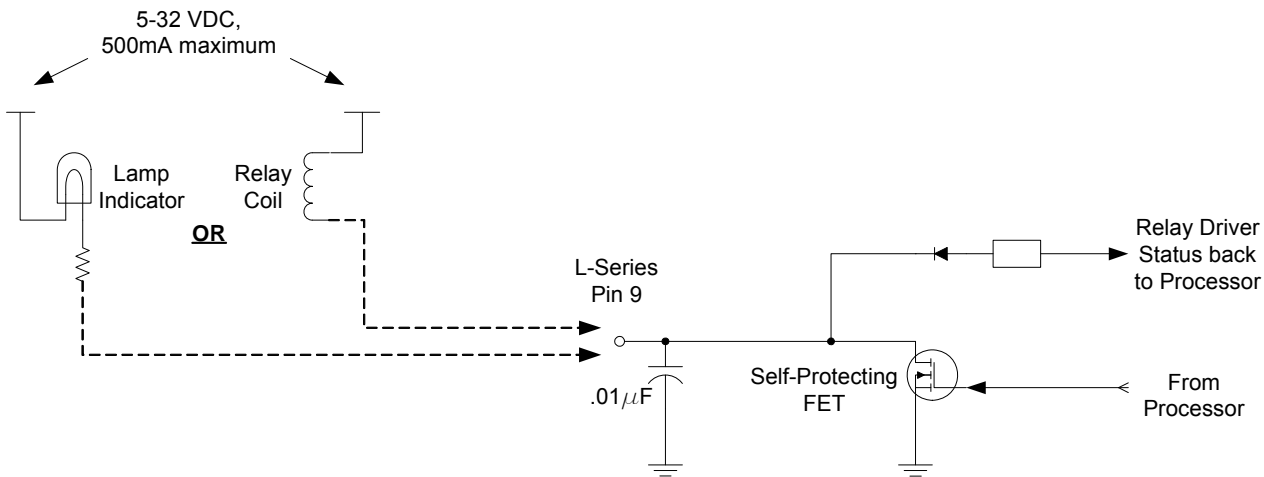 5-32 VDC,
500mA maximum
Lamp
Indicator
OR
Relay
Coil
L-Series
Pin 9
.01μF
Self-Protecting
FET
Relay Driver
Status back
to Processor
From
Processor